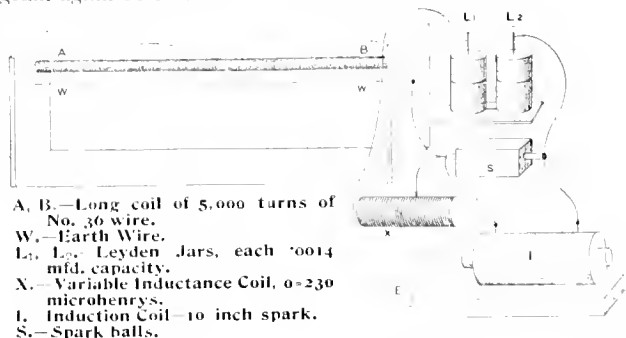 L1 L2
A B
W W
S
X
I
E
A, B.—Long coil of 5,000 turns of
No. 36 wire.
W.—Earth Wire.
L1, L2.—Leyden Jars, each ·0014
mfd. capacity.
X.—Variable Inductance Coil, 0=230
microhenrys.
I. Induction Coil—10 inch spark.
S.—Spark balls.